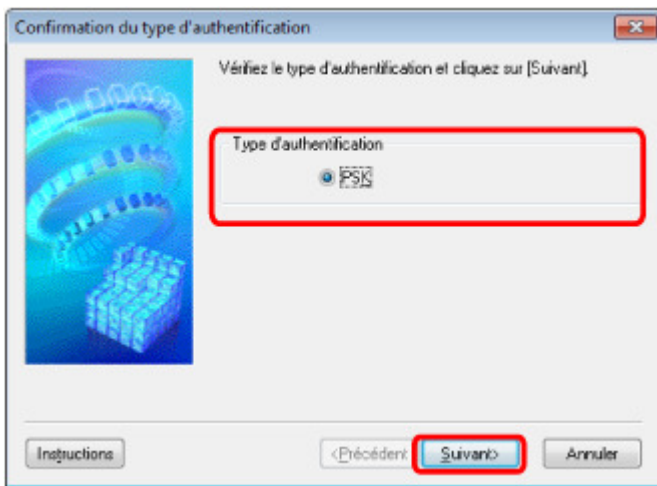 Confirmation du type d'authentification
Vérifiez le type d'authentification et cliquez sur [Suivant].
Type d'authentification
PSK
Instructions
<Précédent
Suivant>
Annuler